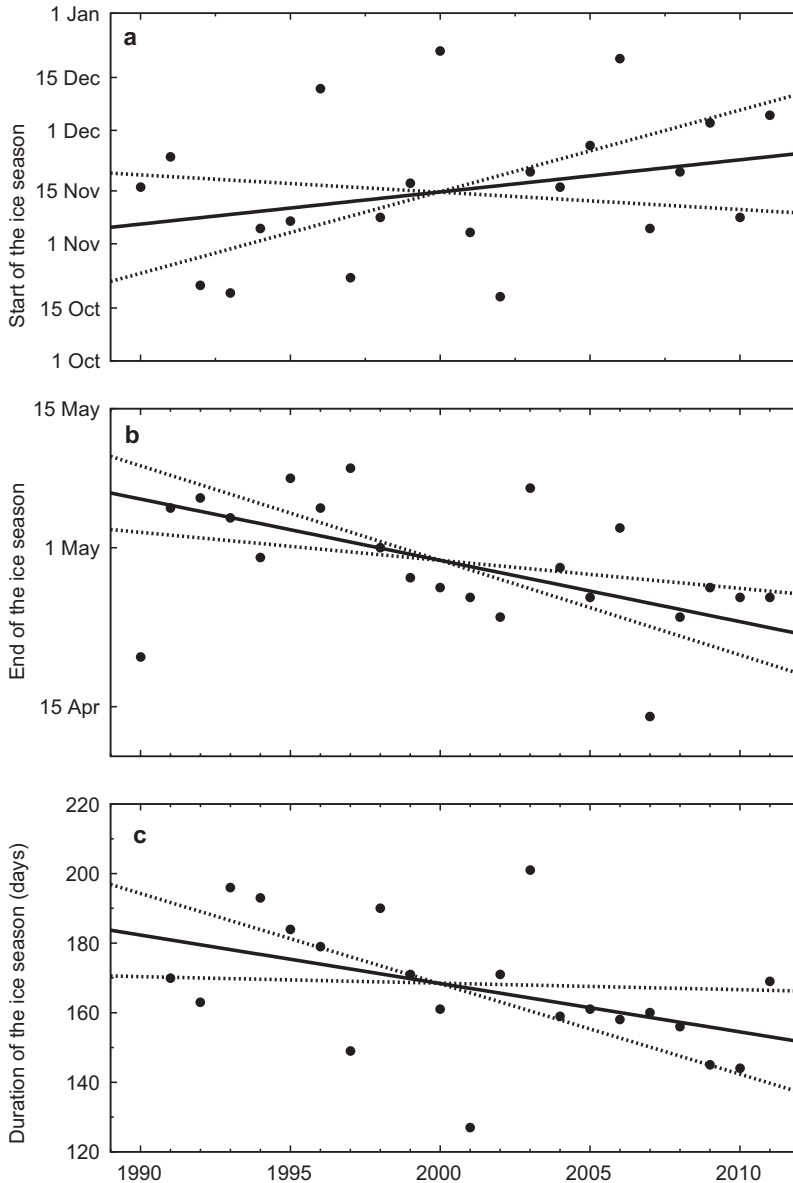 a
Start of the ice season
1 Jan
15 Dec
1 Dec
15 Nov
1 Nov
15 Oct
1 Oct
b
End of the ice season
15 May
1 May
15 Apr
c
Duration of the ice season (days)
220
200
180
160
140
120
1990 1995 2000 2005 2010